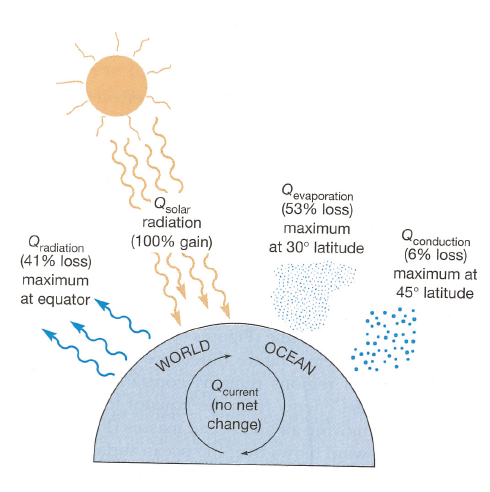 Qsolar
radiation
(100% gain)
Qradiation
(41% loss)
maximum
at equator
Qevaporation
(53% loss)
maximum
at 30° latitude
Qconduction
(6% loss)
maximum at
45° latitude
WORLD OCEAN
Qcurrent
(no net
change)